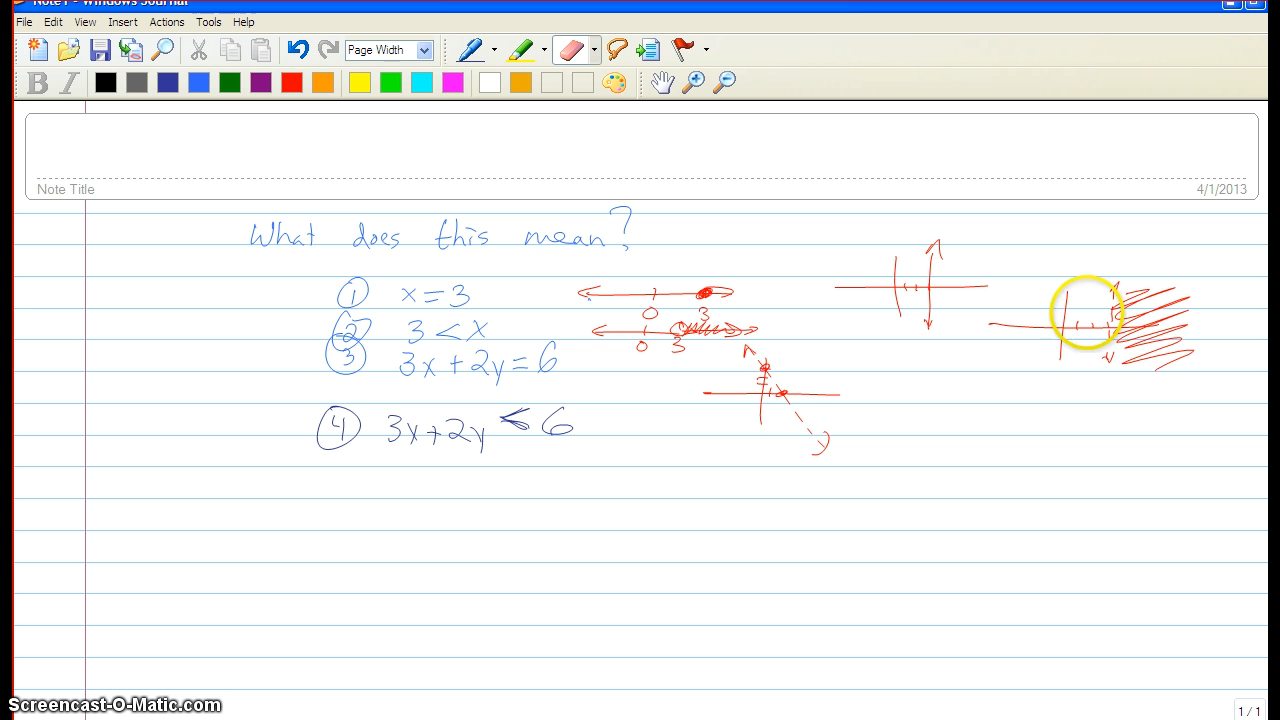 Note1 - Windows Journal
File Edit View Insert Actions Tools Help
Page Width
B I
Note Title
4/1/2013
What does this mean?
1 x = 3
0 3
2 3 < x
0 3
3 3x + 2y = 6
4 3x + 2y < 6
Screencast-O-Matic.com
1 / 1